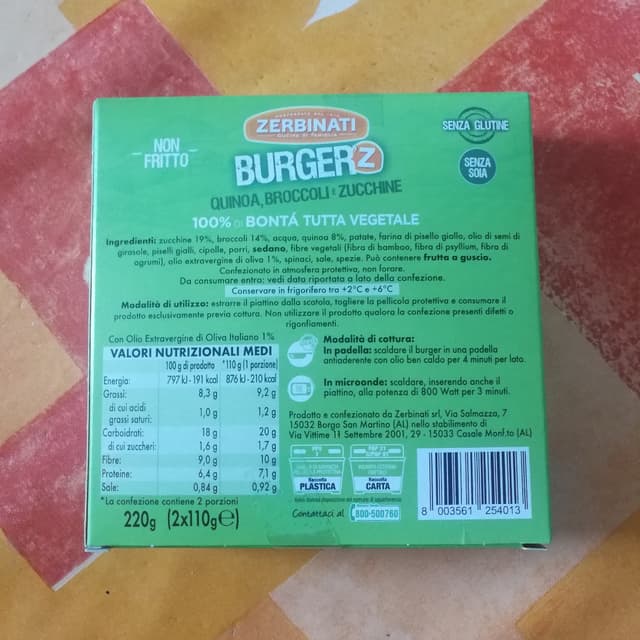 ZERBINATI
NON
FRITTO
SENZA GLUTINE
BURGER Z
SENZA
SOIA
QUINOA, BROCCOLI E ZUCCHINE
100% DI BONTÁ TUTTA VEGETALE
Ingredienti: zucchine 19%, broccoli 14%, acqua, quinoa 8%, patate, farina di pisello giallo, olio di semi di
girasole, piselli gialli, cipolle, porri, sedano, fibre vegetali (fibra di bamboo, fibra di psyllium, fibra di
agrumi), olio extravergine di oliva 1%, spinaci, sale, spezie. Può contenere frutta a guscio.
Confezionato in atmosfera protettiva, non forare.
Da consumare entro: vedi data riportata a lato della confezione.
Conservare in frigorifero tra +2°C e +6°C
Modalità di utilizzo: estrarre il piattino dalla scatola, togliere la pellicola protettiva e consumare il
prodotto esclusivamente previa cottura. Non utilizzare il prodotto qualora la confezione presenti difetti o
rigonfiamenti.
Con Olio Extravergine di Oliva Italiano 1%
VALORI NUTRIZIONALI MEDI
100 g di prodotto *110 g (1 porzione)
Energia: 797 kJ - 191 kcal 876 kJ - 210 kcal
Grassi: 8,3 g 9,2 g
di cui acidi
grassi saturi: 1,0 g 1,2 g
Carboidrati: 18 g 20 g
di cui zuccheri: 1,6 g 1,7 g
Fibre: 9,0 g 10 g
Proteine: 6,4 g 7,1 g
Sale: 0,84 g 0,92 g
*La confezione contiene 2 porzioni
220g (2x110g℮)
Modalità di cottura:
In padella: scaldare il burger in una padella
antiaderente con olio ben caldo per 4 minuti per lato.
In microonde: scaldare, inserendo anche il
piattino, alla potenza di 800 Watt per 3 minuti.
Prodotto e confezionato da Zerbinati srl, Via Salmazza, 7
15032 Borgo San Martino (AL) nello stabilimento di
Via Vittime 11 Settembre 2001, 29 - 15033 Casale Monf.to (AL)
Raccolta
PLASTICA
Raccolta
CARTA
Contattaci al 800-500760
8 003561 254013